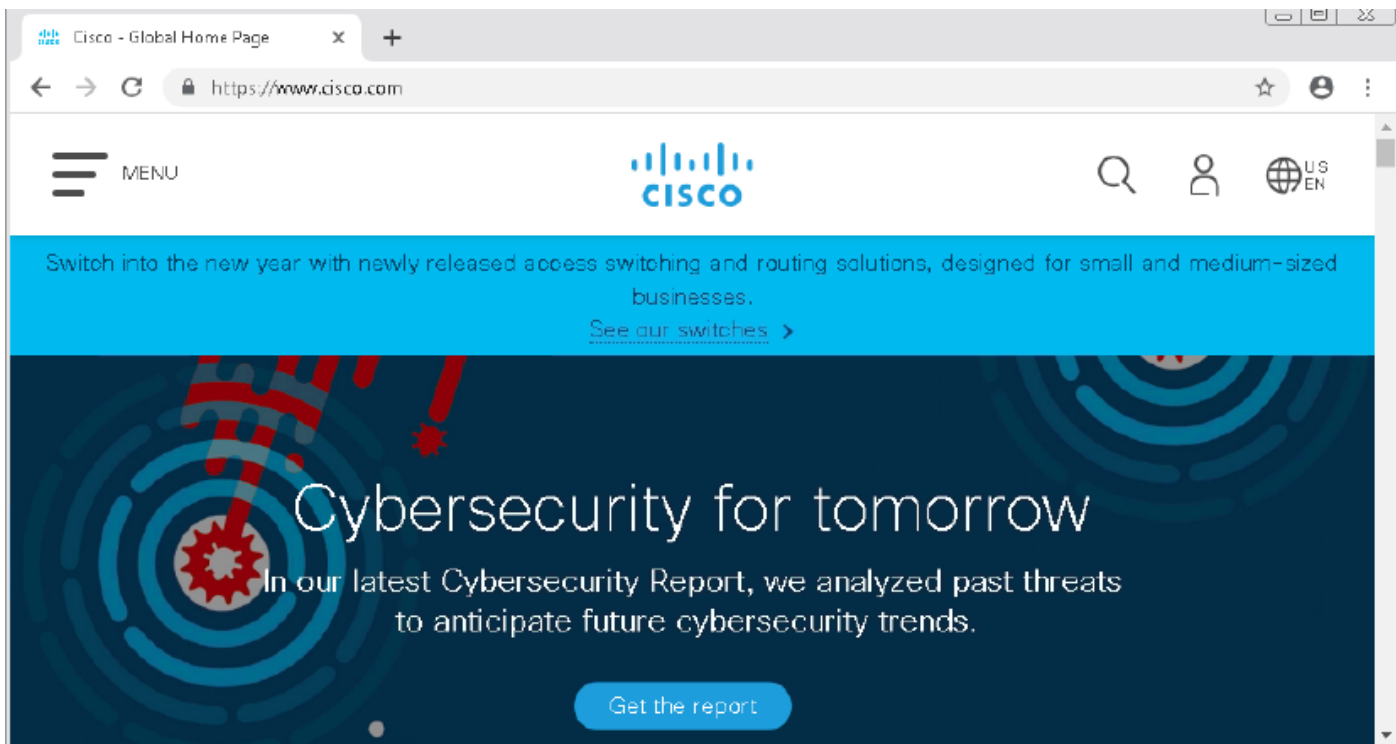 Cisco - Global Home Page
https://www.cisco.com
MENU
CISCO
US
EN
Switch into the new year with newly released access switching and routing solutions, designed for small and medium-sized
businesses.
See our switches >
Cybersecurity for tomorrow
In our latest Cybersecurity Report, we analyzed past threats
to anticipate future cybersecurity trends.
Get the report